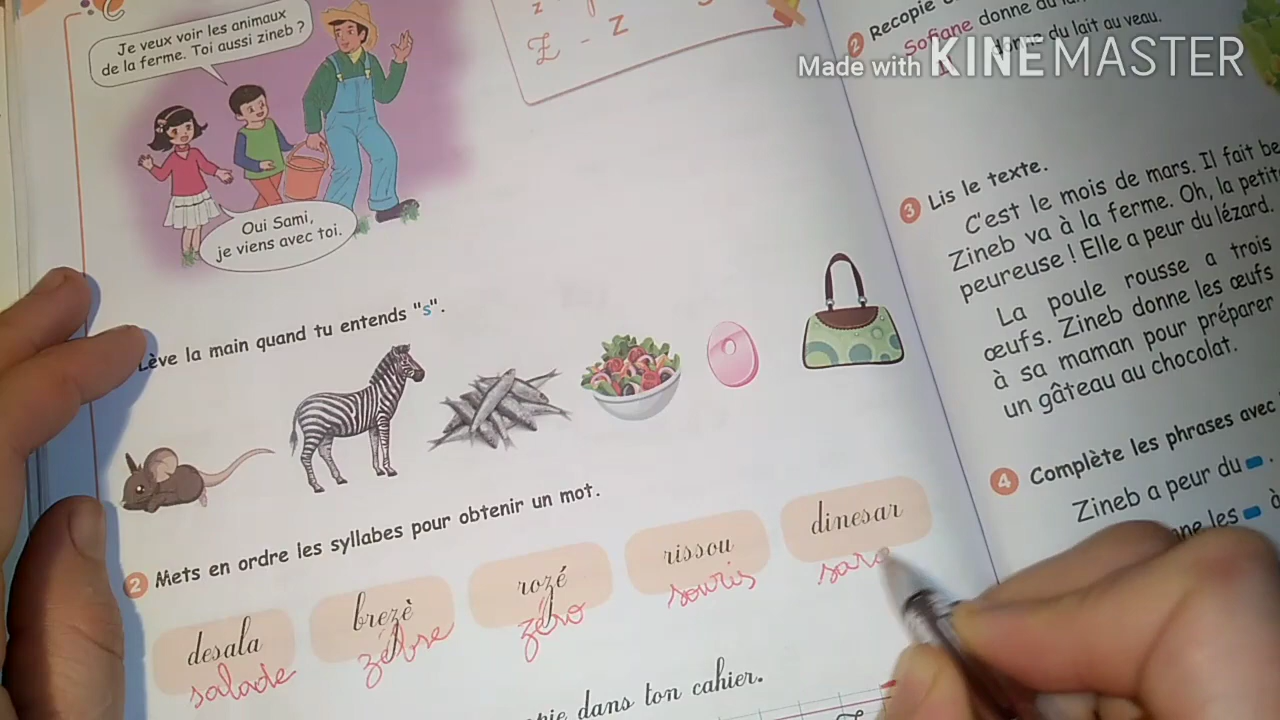 Je veux voir les animaux
de la ferme. Toi aussi zineb ?
Oui Sami,
je viens avec toi.
z
Z - Z
Lève la main quand tu entends "s".
2 Mets en ordre les syllabes pour obtenir un mot.
desala brezè rozé rissou dinesar
salade zèbre zéro souris
dans ton cahier.
Made with KINEMASTER
2 Recopie
Sofiane donne du
donne du lait au veau.
3 Lis le texte.
C'est le mois de mars. Il fait
Zineb va à la ferme. Oh, la
peureuse ! Elle a peur du lézard.
La poule rousse a trois
œufs. Zineb donne les œufs
à sa maman pour préparer
un gâteau au chocolat.
4 Complète les phrases avec
Zineb a peur du .
les à